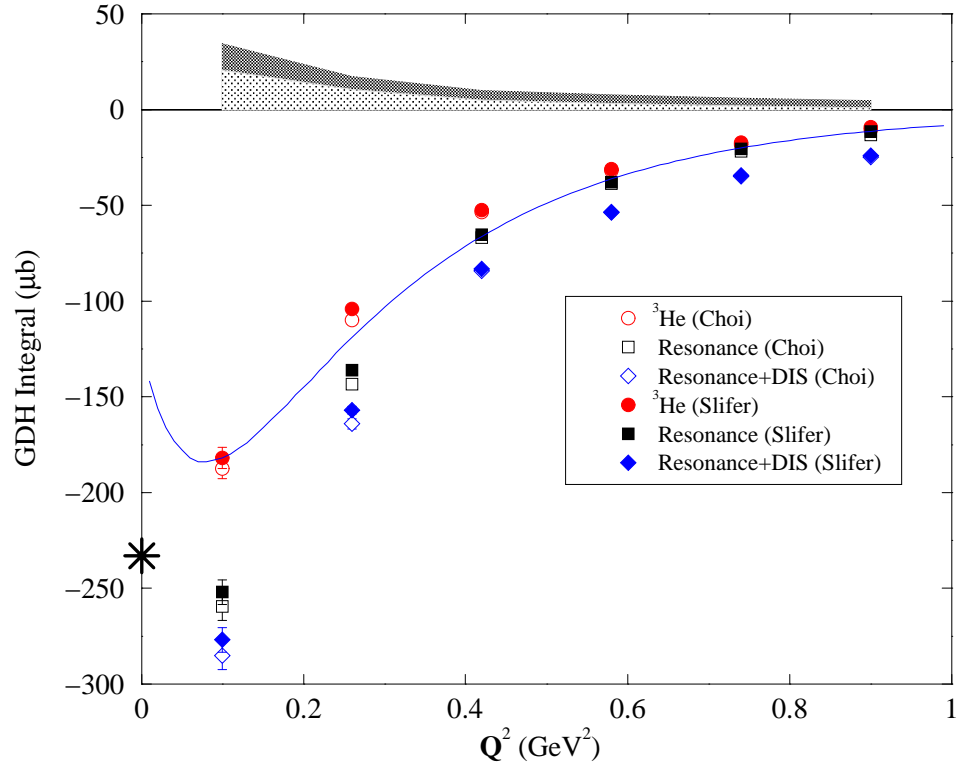 50
0
−50
−100
−150
−200
−250
−300
GDH Integral (μb)
³He (Choi)
Resonance (Choi)
Resonance+DIS (Choi)
³He (Slifer)
Resonance (Slifer)
Resonance+DIS (Slifer)
0 0.2 0.4 0.6 0.8 1
Q² (GeV²)